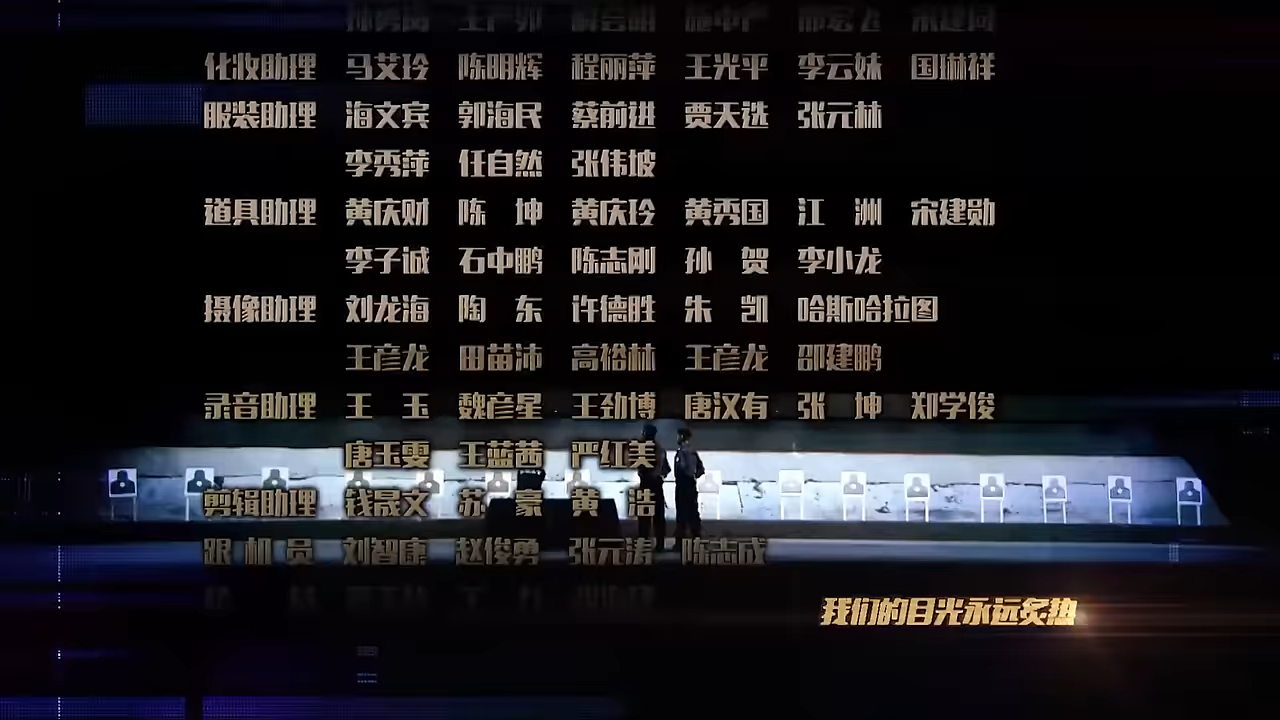 化妆助理 马艾玲 陈明辉 程丽萍 王光平 李云妹 国琳祥
服装助理 海文宾 郭海民 蔡前进 贾天选 张元林
李秀萍 任自然 张伟坡
道具助理 黄庆财 陈 坤 黄庆玲 黄秀国 江 洲 宋建勋
李子诚 石中鹏 陈志刚 孙 贺 李小龙
摄像助理 刘龙海 陶 东 许德胜 朱 凯 哈斯哈拉图
王彦龙 田苗沛 高裕林 王彦龙 邵建鹏
录音助理 王 玉 魏彦星 王劲博 唐汉有 张 坤 郑学俊
唐玉雯 王蓝茜 严红美
剪辑助理 钱晟文 苏 豪 黄 浩
跟 机 员 刘智康 赵俊勇 张元涛 陈志成
我们的目光永远炙热